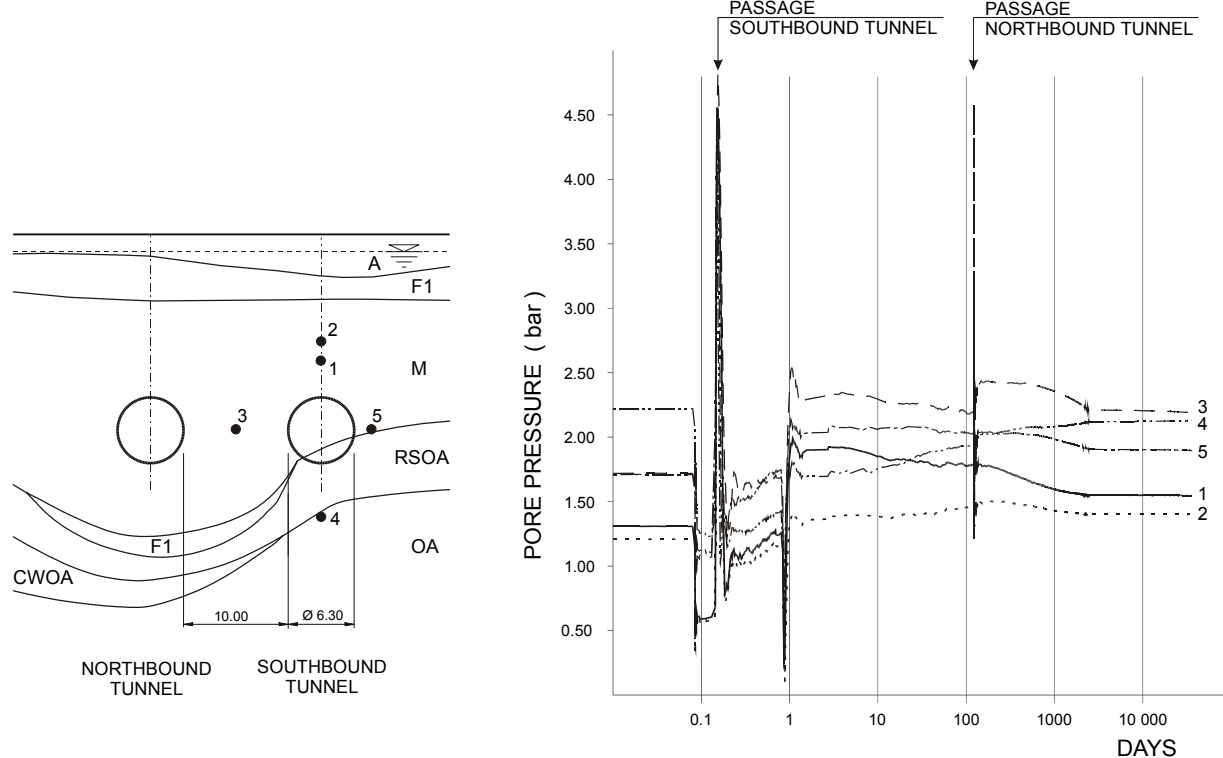 PASSAGE
SOUTHBOUND TUNNEL
PASSAGE
NORTHBOUND TUNNEL
A
F1
2
1
M
3
5
RSOA
4
F1
OA
CWOA
10.00
Ø 6.30
NORTHBOUND
TUNNEL
SOUTHBOUND
TUNNEL
PORE PRESSURE ( bar )
4.50
4.00
3.50
3.00
2.50
2.00
1.50
1.00
0.50
3
4
5
1
2
0.1
1
10
100
1000
10 000
DAYS